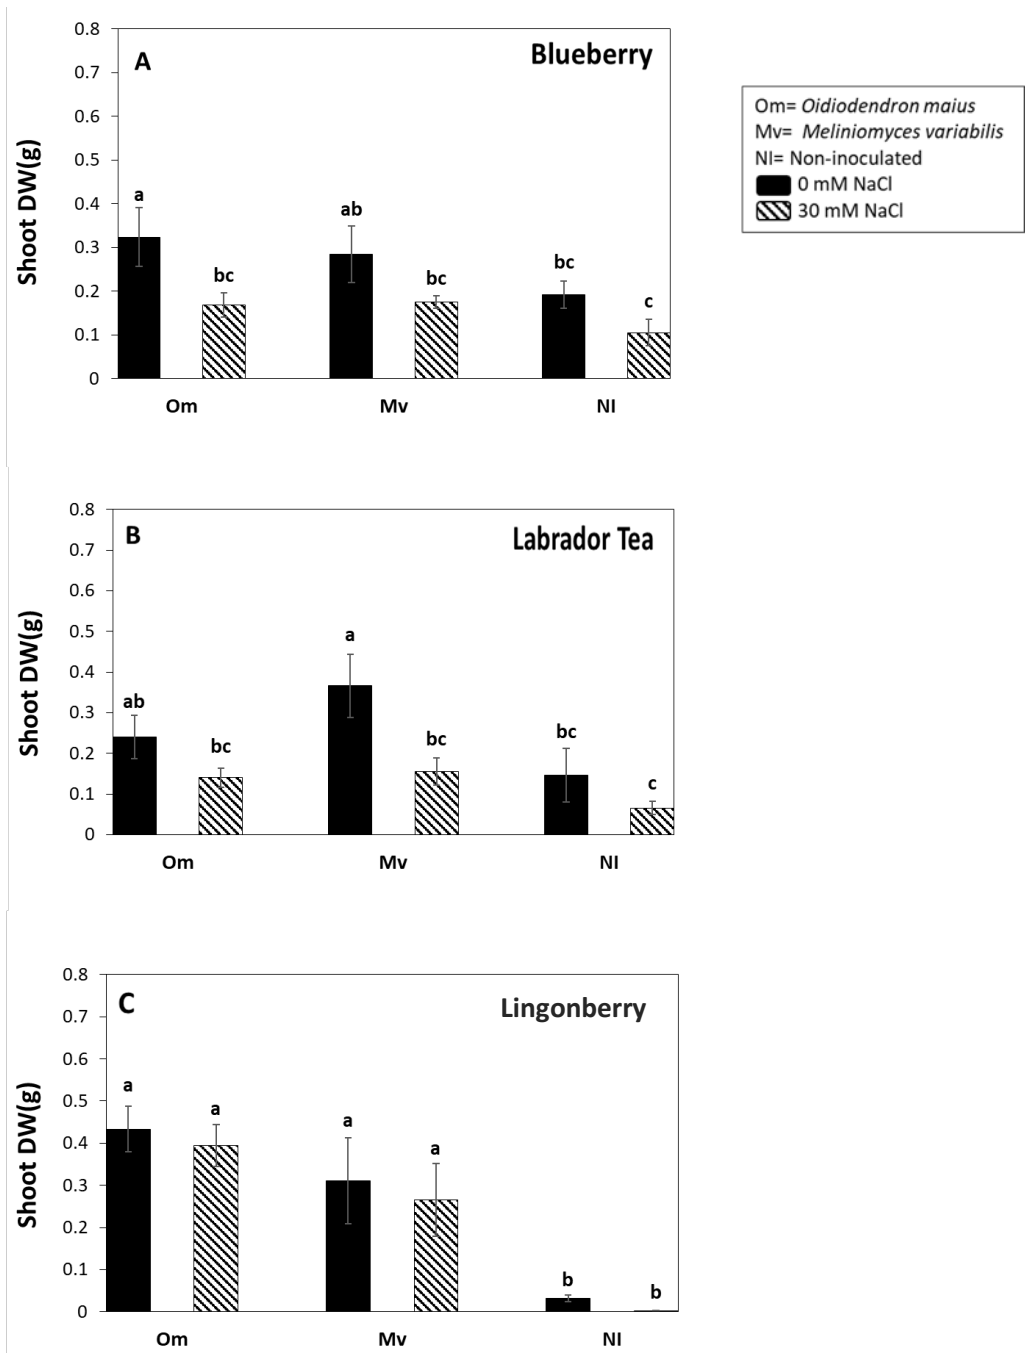 A
Blueberry
Shoot DW(g)
0.8
0.7
0.6
0.5
0.4
0.3
0.2
0.1
0
a
bc
ab
bc
bc
c
Om
Mv
NI
Om= Oidiodendron maius
Mv= Meliniomyces variabilis
NI= Non-inoculated
0 mM NaCl
30 mM NaCl
B
Labrador Tea
Shoot DW(g)
0.8
0.7
0.6
0.5
0.4
0.3
0.2
0.1
0
ab
bc
a
bc
bc
c
Om
Mv
NI
C
Lingonberry
Shoot DW(g)
0.8
0.7
0.6
0.5
0.4
0.3
0.2
0.1
0
a
a
a
a
b
b
Om
Mv
NI